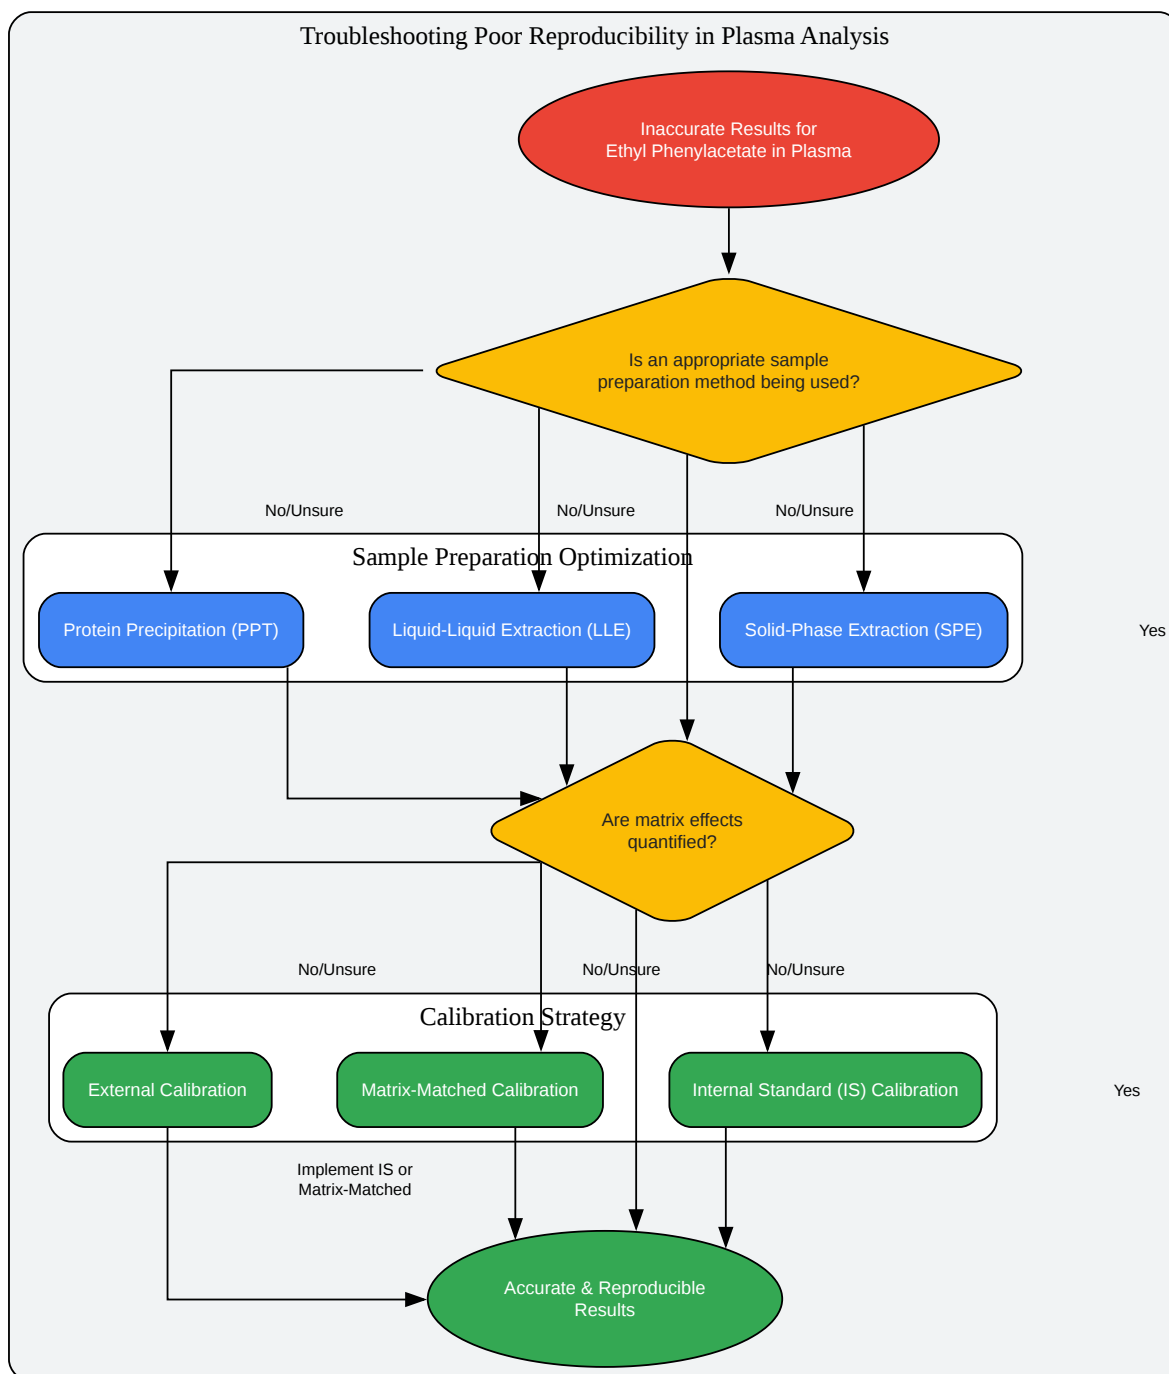 Troubleshooting Poor Reproducibility in Plasma Analysis
Inaccurate Results for
Ethyl Phenylacetate in Plasma
Is an appropriate sample
preparation method being used?
No/Unsure
No/Unsure
No/Unsure
Sample Preparation Optimization
Protein Precipitation (PPT)
Liquid-Liquid Extraction (LLE)
Solid-Phase Extraction (SPE)
Yes
Are matrix effects
quantified?
No/Unsure
No/Unsure
No/Unsure
Calibration Strategy
External Calibration
Matrix-Matched Calibration
Internal Standard (IS) Calibration
Yes
Implement IS or
Matrix-Matched
Accurate & Reproducible
Results